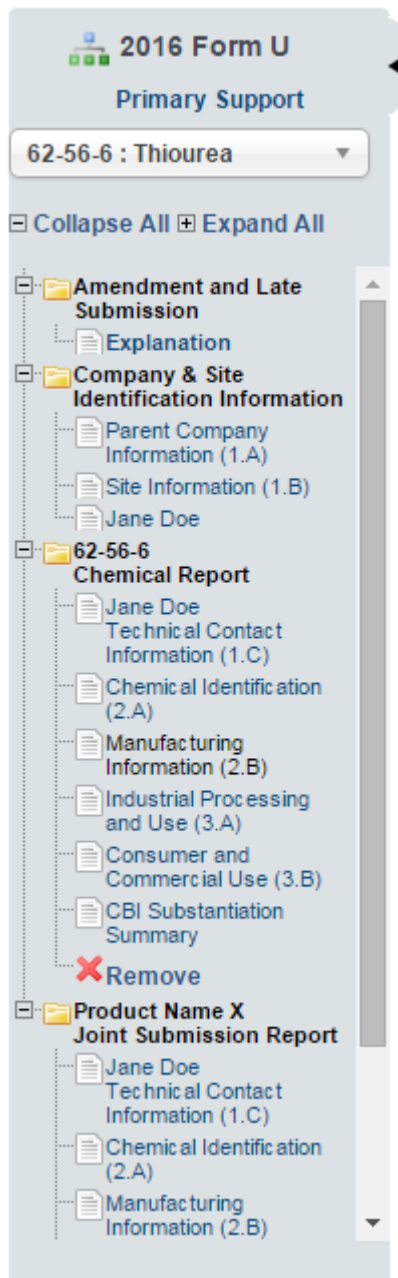 2016 Form U
Primary Support
62-56-6 : Thiourea
Collapse All Expand All
Amendment and Late
Submission
Explanation
Company & Site
Identification Information
Parent Company
Information (1.A)
Site Information (1.B)
Jane Doe
62-56-6
Chemical Report
Jane Doe
Technical Contact
Information (1.C)
Chemical Identification
(2.A)
Manufacturing
Information (2.B)
Industrial Processing
and Use (3.A)
Consumer and
Commercial Use (3.B)
CBI Substantiation
Summary
Remove
Product Name X
Joint Submission Report
Jane Doe
Technical Contact
Information (1.C)
Chemical Identification
(2.A)
Manufacturing
Information (2.B)